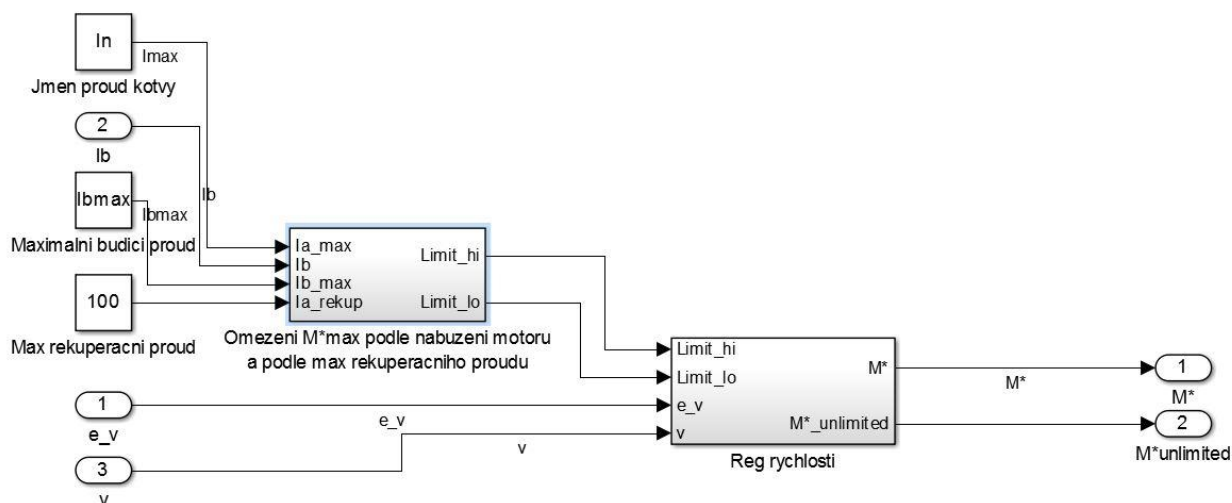 In
Imax
Jmen proud kotvy
2
Ib
Ib
Ibmax
Ibmax
Maximalni budici proud
100
Max rekuperacni proud
Ia_max
Ib
Ib_max
Ia_rekup
Limit_hi
Limit_lo
Omezeni M*max podle nabuzeni motoru
a podle max rekuperacniho proudu
1
e_v
e_v
3
v
v
Limit_hi
Limit_lo
e_v
v
M*
M*_unlimited
Reg rychlosti
M*
1
M*
2
M*unlimited